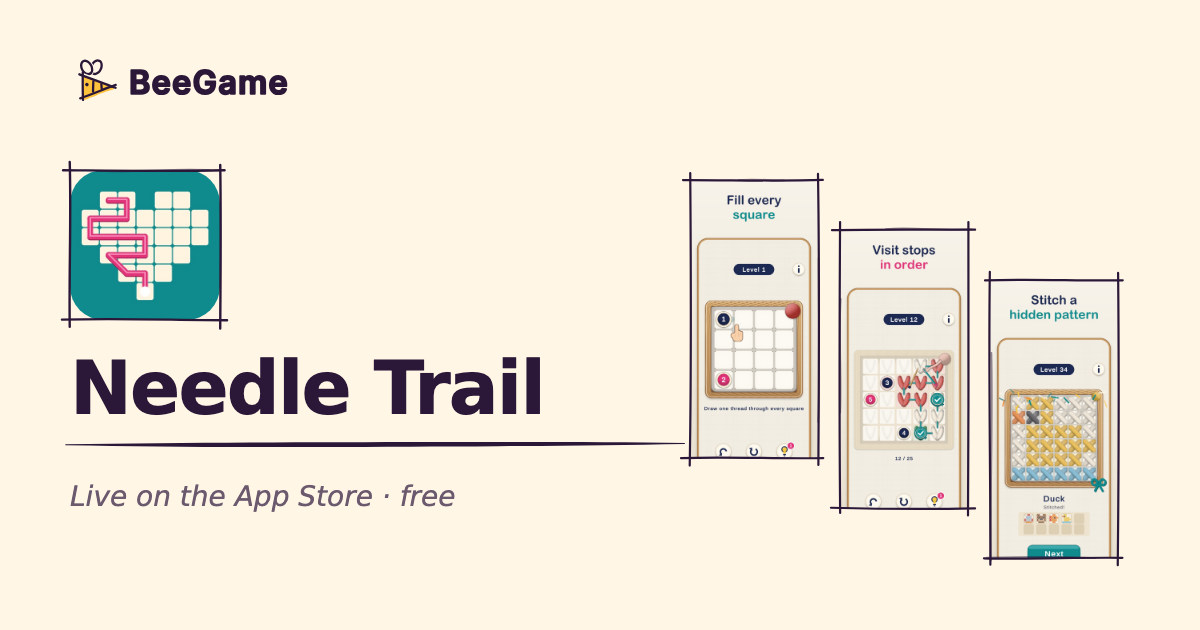 BeeGame
Needle Trail
Live on the App Store · free
Fill every
square
Level 1
i
1
2
Draw one thread through every square
1
Visit stops
in order
Level 12
i
3
5
4
12 / 25
1
Stitch a
hidden pattern
Level 34
i
Duck
Stitched!
Next